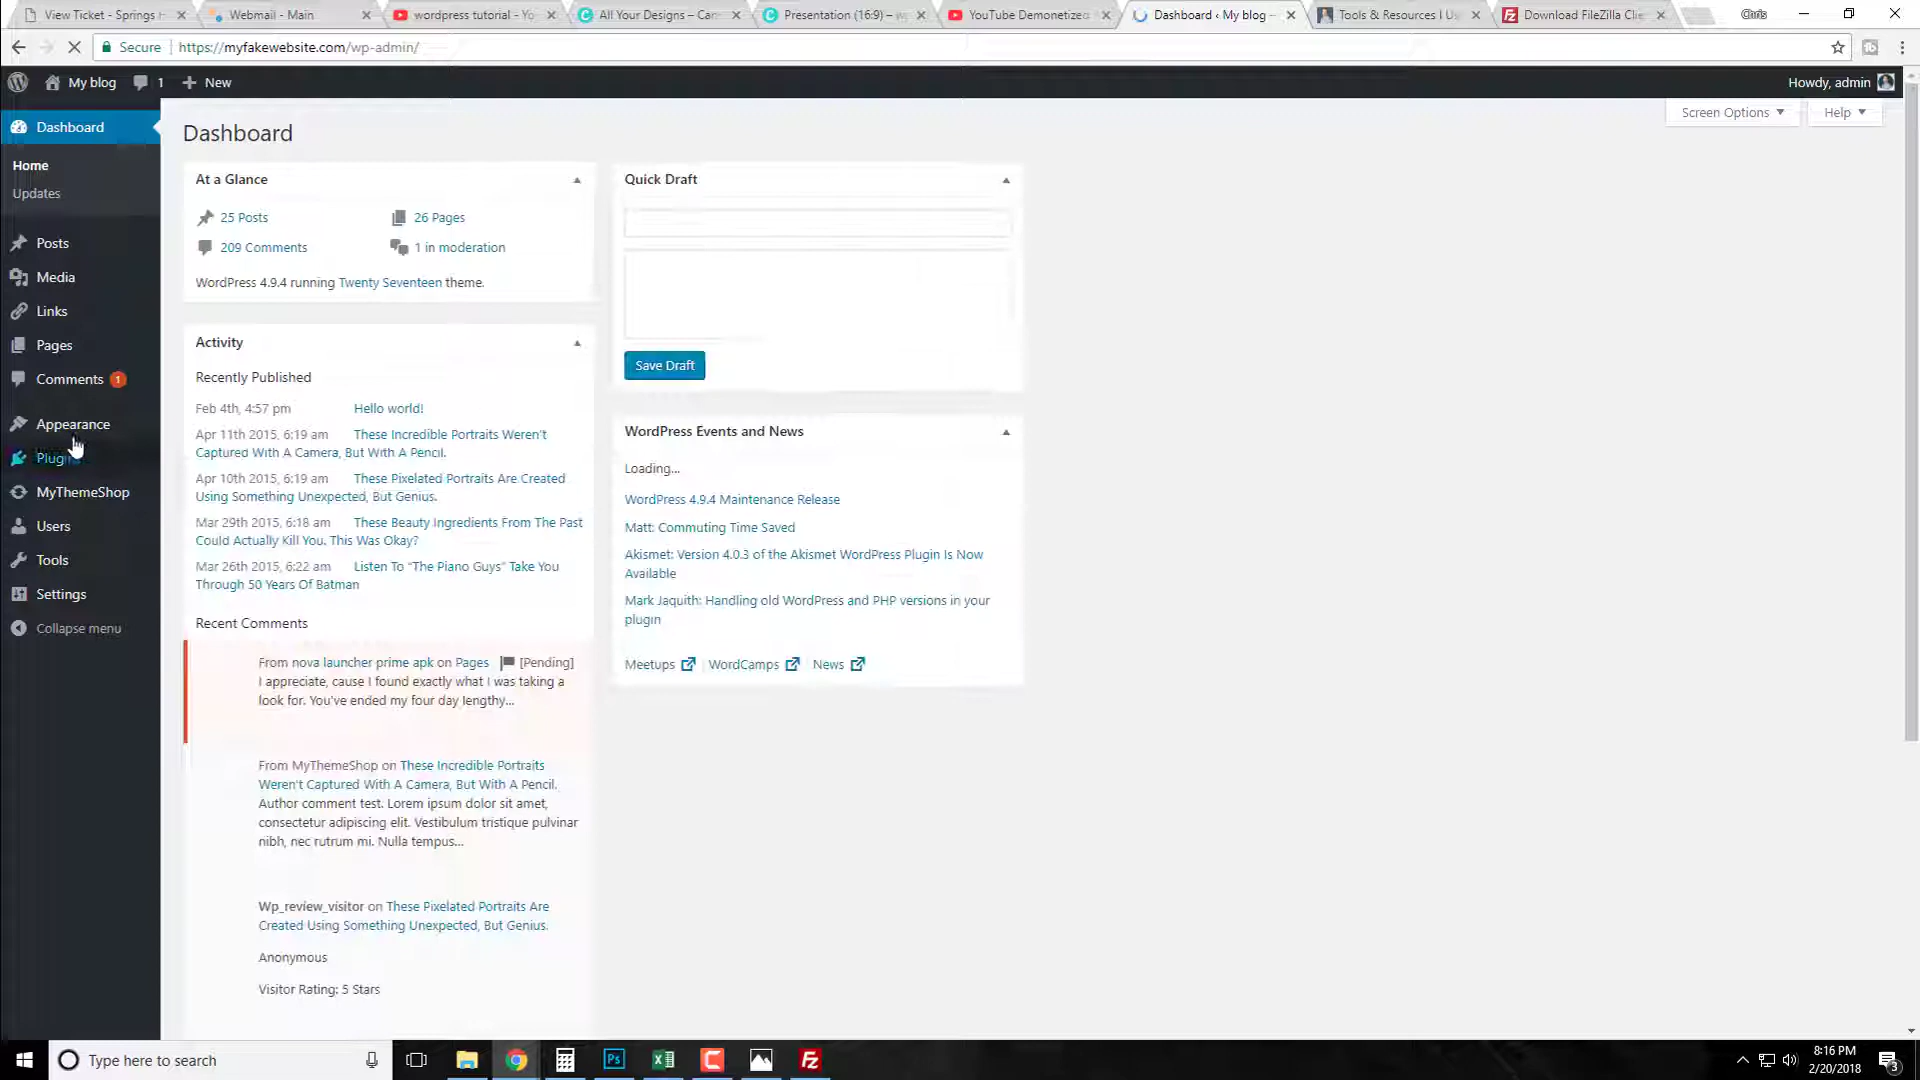 View Ticket - Springs H
Webmail - Main
wordpress tutorial - Yo
All Your Designs – Can
Presentation (16:9) – w
YouTube Demonetized
Dashboard ‹ My blog –
Tools & Resources I Us
Download FileZilla Clie
Chris
Secure
https://myfakewebsite.com/wp-admin/
My blog
1
New
Howdy, admin
Screen Options
Help
Dashboard
Home
Updates
Posts
Media
Links
Pages
Comments 1
Appearance
Plugins
MyThemeShop
Users
Tools
Settings
Collapse menu
Dashboard
At a Glance
25 Posts
26 Pages
209 Comments
1 in moderation
WordPress 4.9.4 running Twenty Seventeen theme.
Activity
Recently Published
Feb 4th, 4:57 pm Hello world!
Apr 11th 2015, 6:19 am These Incredible Portraits Weren't
Captured With A Camera, But With A Pencil.
Apr 10th 2015, 6:19 am These Pixelated Portraits Are Created
Using Something Unexpected, But Genius.
Mar 29th 2015, 6:18 am These Beauty Ingredients From The Past
Could Actually Kill You. This Was Okay?
Mar 26th 2015, 6:22 am Listen To "The Piano Guys" Take You
Through 50 Years Of Batman
Recent Comments
From nova launcher prime apk on Pages [Pending]
I appreciate, cause I found exactly what I was taking a
look for. You've ended my four day lengthy...
From MyThemeShop on These Incredible Portraits
Weren't Captured With A Camera, But With A Pencil.
Author comment test. Lorem ipsum dolor sit amet,
consectetur adipiscing elit. Vestibulum tristique pulvinar
nibh, nec rutrum mi. Nulla tempus...
Wp_review_visitor on These Pixelated Portraits Are
Created Using Something Unexpected, But Genius.
Anonymous
Visitor Rating: 5 Stars
Quick Draft
Save Draft
WordPress Events and News
Loading...
WordPress 4.9.4 Maintenance Release
Matt: Commuting Time Saved
Akismet: Version 4.0.3 of the Akismet WordPress Plugin Is Now
Available
Mark Jaquith: Handling old WordPress and PHP versions in your
plugin
Meetups
WordCamps
News
Type here to search
Ps
8:16 PM
2/20/2018
3